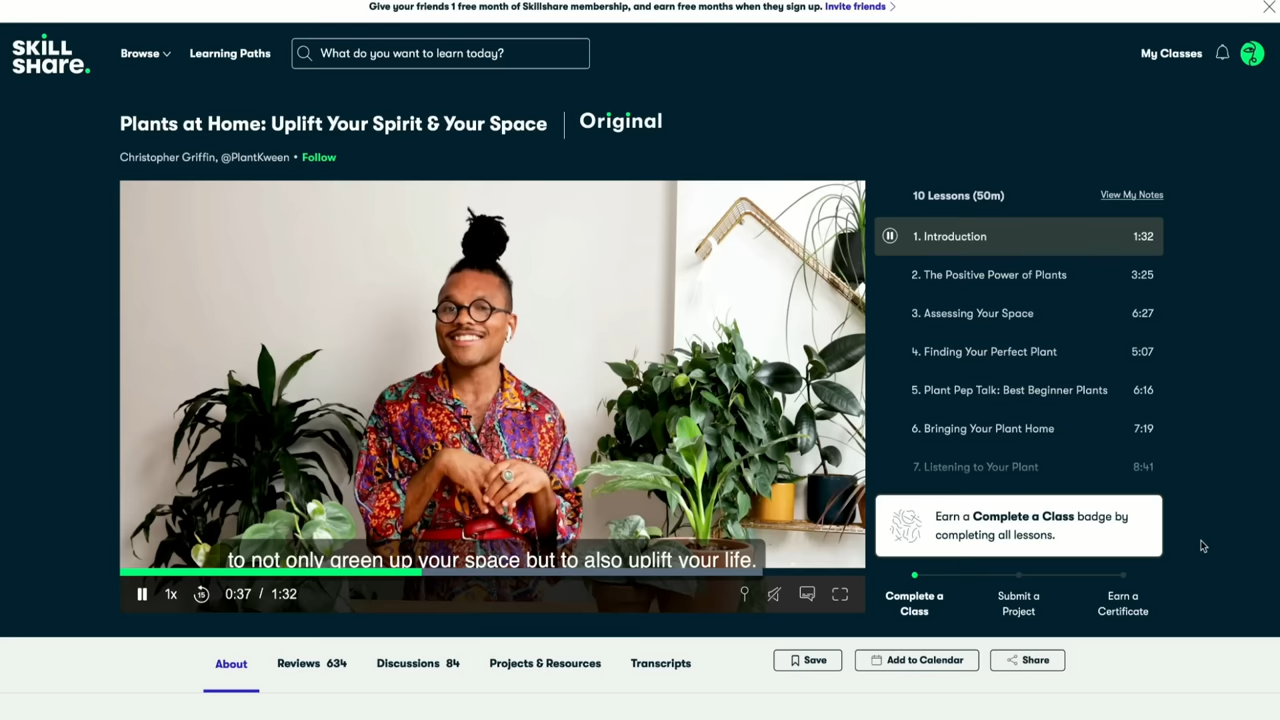 Give your friends 1 free month of Skillshare membership, and earn free months when they sign up. Invite friends
SKILL
SHARE.
Browse
Learning Paths
What do you want to learn today?
My Classes
Plants at Home: Uplift Your Spirit & Your Space
Original
Christopher Griffin, @PlantKween • Follow
10 Lessons (50m)
View My Notes
1. Introduction 1:32
2. The Positive Power of Plants 3:25
3. Assessing Your Space 6:27
4. Finding Your Perfect Plant 5:07
5. Plant Pep Talk: Best Beginner Plants 6:16
6. Bringing Your Plant Home 7:19
7. Listening to Your Plant 8:41
to not only green up your space but to also uplift your life.
1x
15
0:37 / 1:32
Earn a Complete a Class badge by
completing all lessons.
Complete a
Class
Submit a
Project
Earn a
Certificate
About
Reviews 634
Discussions 84
Projects & Resources
Transcripts
Save
Add to Calendar
Share